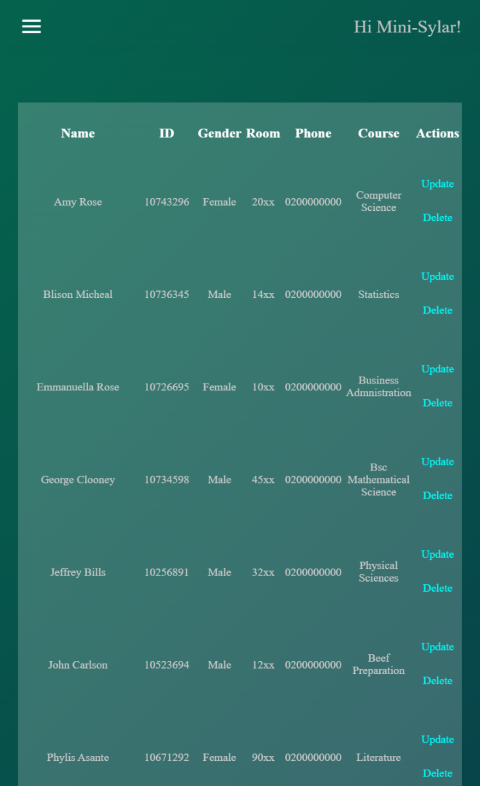 Hi Mini-Sylar!
Name ID Gender Room Phone Course Actions
Amy Rose 10743296 Female 20xx 0200000000 Computer Science Update Delete
Blison Micheal 10736345 Male 14xx 0200000000 Statistics Update Delete
Emmanuella Rose 10726695 Female 10xx 0200000000 Business Admnistration Update Delete
George Clooney 10734598 Male 45xx 0200000000 Bsc Mathematical Science Update Delete
Jeffrey Bills 10256891 Male 32xx 0200000000 Physical Sciences Update Delete
John Carlson 10523694 Male 12xx 0200000000 Beef Preparation Update Delete
Phylis Asante 10671292 Female 90xx 0200000000 Literature Update Delete